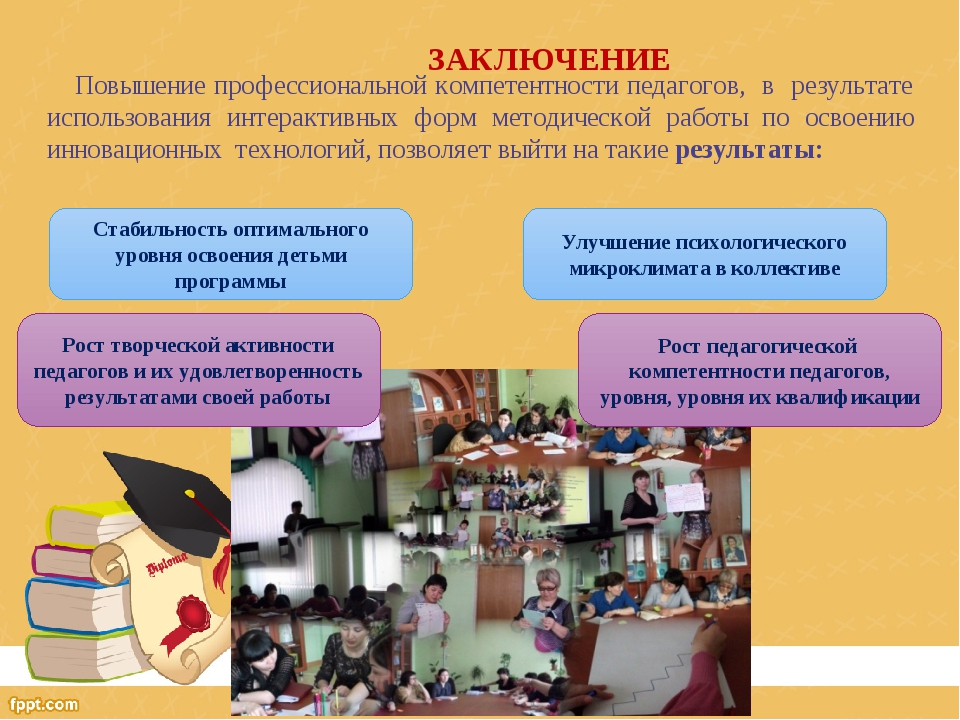 ЗАКЛЮЧЕНИЕ
Повышение профессиональной компетентности педагогов, в результате
использования интерактивных форм методической работы по освоению
инновационных технологий, позволяет выйти на такие результаты:
Стабильность оптимального
уровня освоения детьми
программы
Улучшение психологического
микроклимата в коллективе
Рост творческой активности
педагогов и их удовлетворенность
результатами своей работы
Рост педагогической
компетентности педагогов,
уровня, уровня их квалификации
Diploma
fppt.com